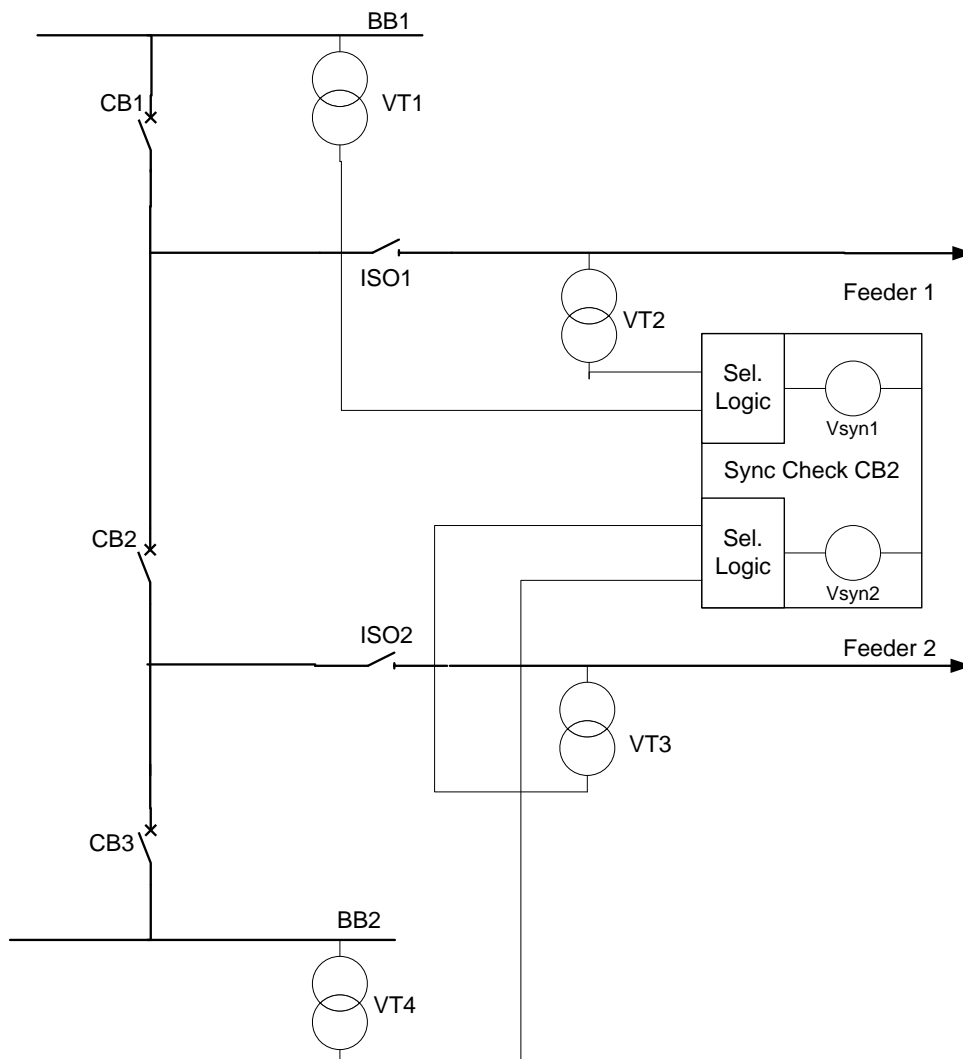 BB1
CB1
VT1
ISO1
Feeder 1
VT2
Sel.
Logic
Vsyn1
Sync Check CB2
CB2
Sel.
Logic
Vsyn2
ISO2
Feeder 2
VT3
CB3
BB2
VT4